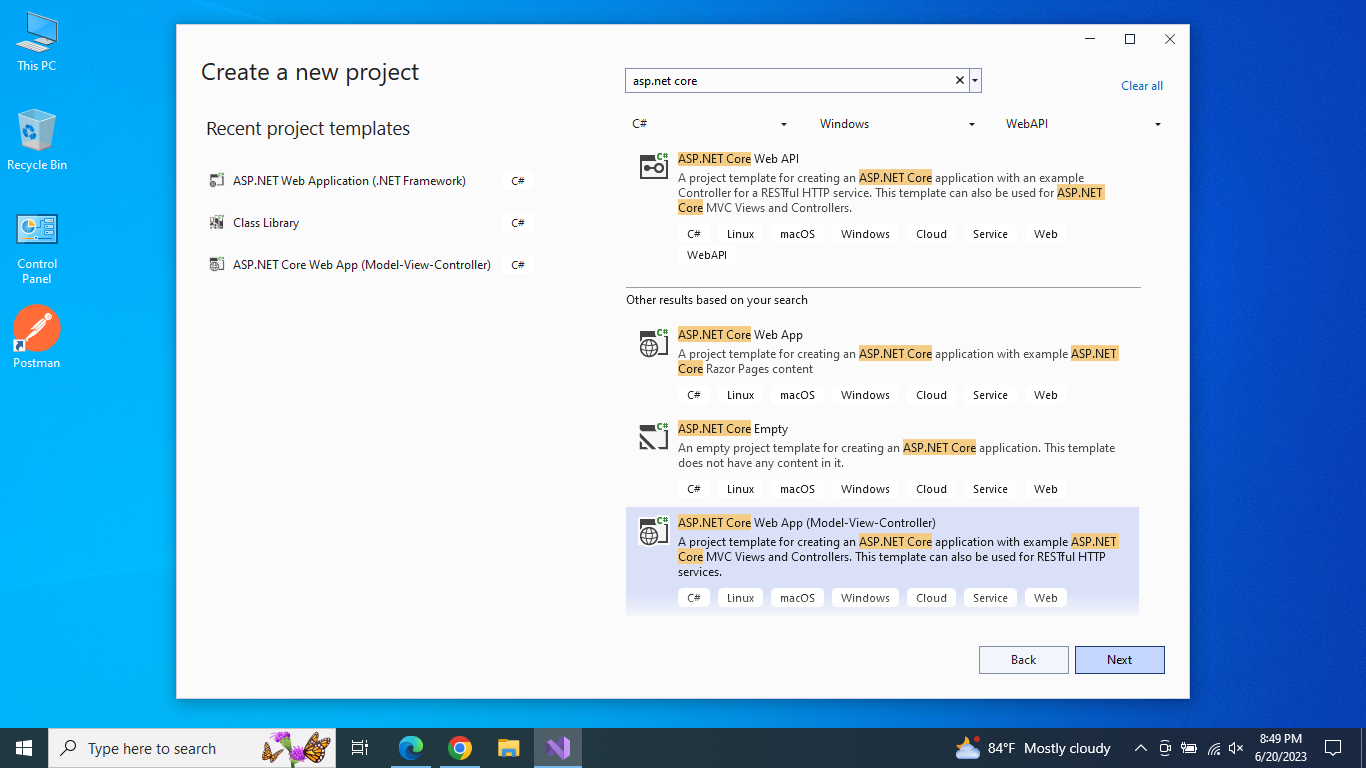 This PC
Recycle Bin
Control
Panel
Postman
Create a new project
Recent project templates
ASP.NET Web Application (.NET Framework) C#
Class Library C#
ASP.NET Core Web App (Model-View-Controller) C#
asp.net core
Clear all
C# Windows WebAPI
C#
ASP.NET Core Web API
A project template for creating an ASP.NET Core application with an example
Controller for a RESTful HTTP service. This template can also be used for ASP.NET
Core MVC Views and Controllers.
C# Linux macOS Windows Cloud Service Web
WebAPI
Other results based on your search
C#
ASP.NET Core Web App
A project template for creating an ASP.NET Core application with example ASP.NET
Core Razor Pages content
C# Linux macOS Windows Cloud Service Web
C#
ASP.NET Core Empty
An empty project template for creating an ASP.NET Core application. This template
does not have any content in it.
C# Linux macOS Windows Cloud Service Web
C#
ASP.NET Core Web App (Model-View-Controller)
A project template for creating an ASP.NET Core application with example ASP.NET
Core MVC Views and Controllers. This template can also be used for RESTful HTTP
services.
C# Linux macOS Windows Cloud Service Web
Back Next
Type here to search
84°F Mostly cloudy
8:49 PM
6/20/2023